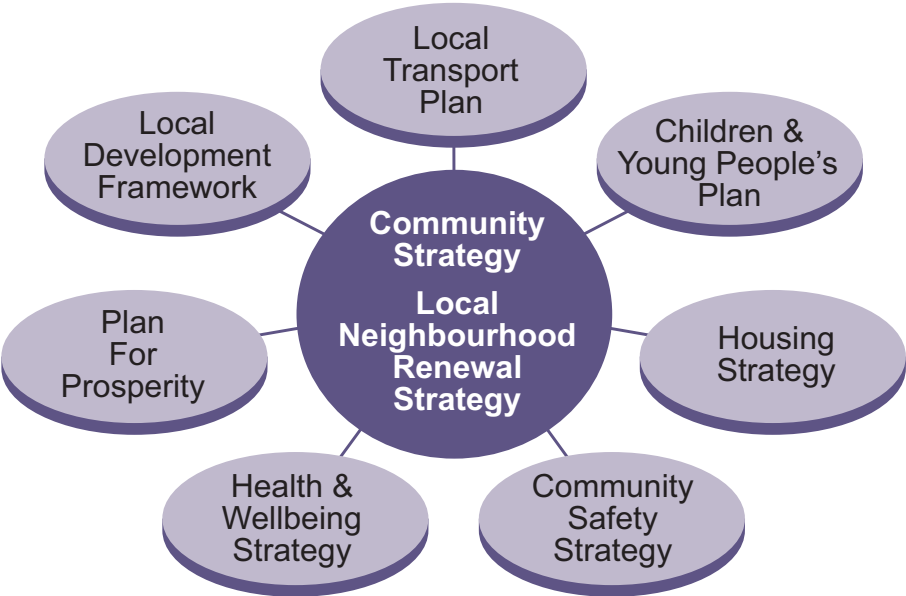 Local
Transport
Plan
Local
Development
Framework
Children &
Young People’s
Plan
Community
Strategy
Local
Neighbourhood
Renewal
Strategy
Plan
For
Prosperity
Housing
Strategy
Health &
Wellbeing
Strategy
Community
Safety
Strategy